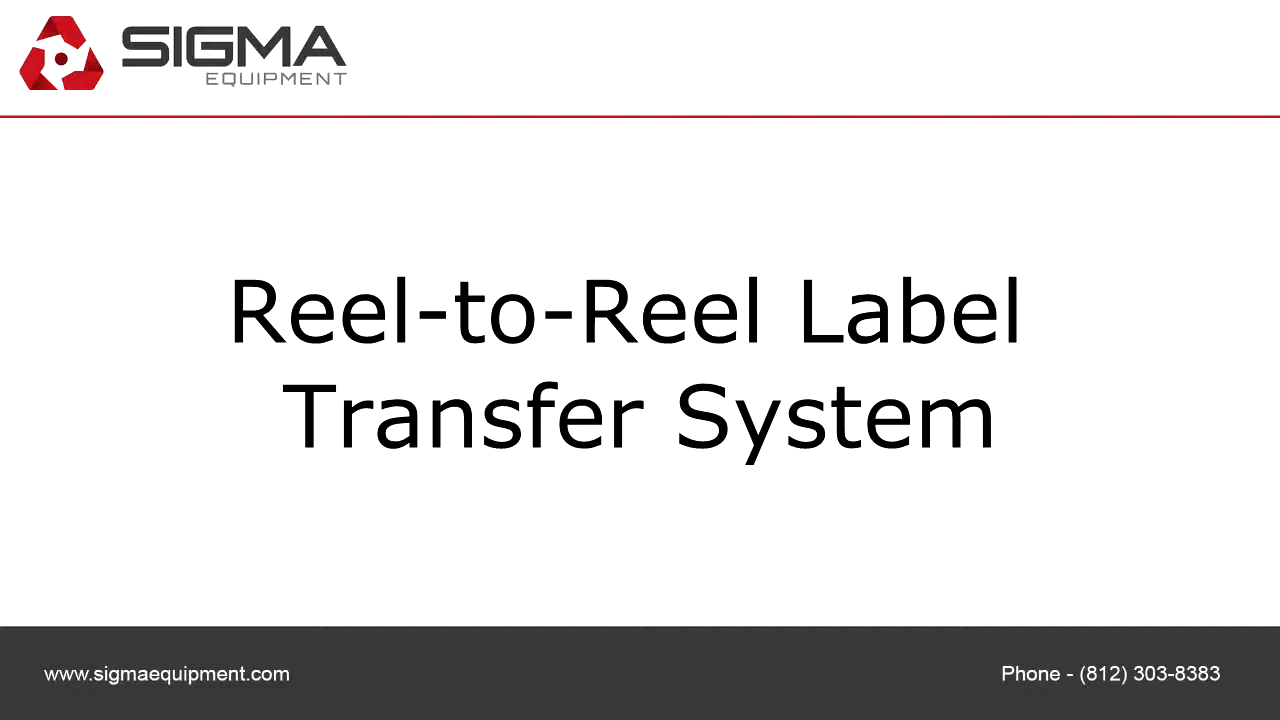 SIGMA
EQUIPMENT
Reel-to-Reel Label
Transfer System
www.sigmaequipment.com
Phone - (812) 303-8383